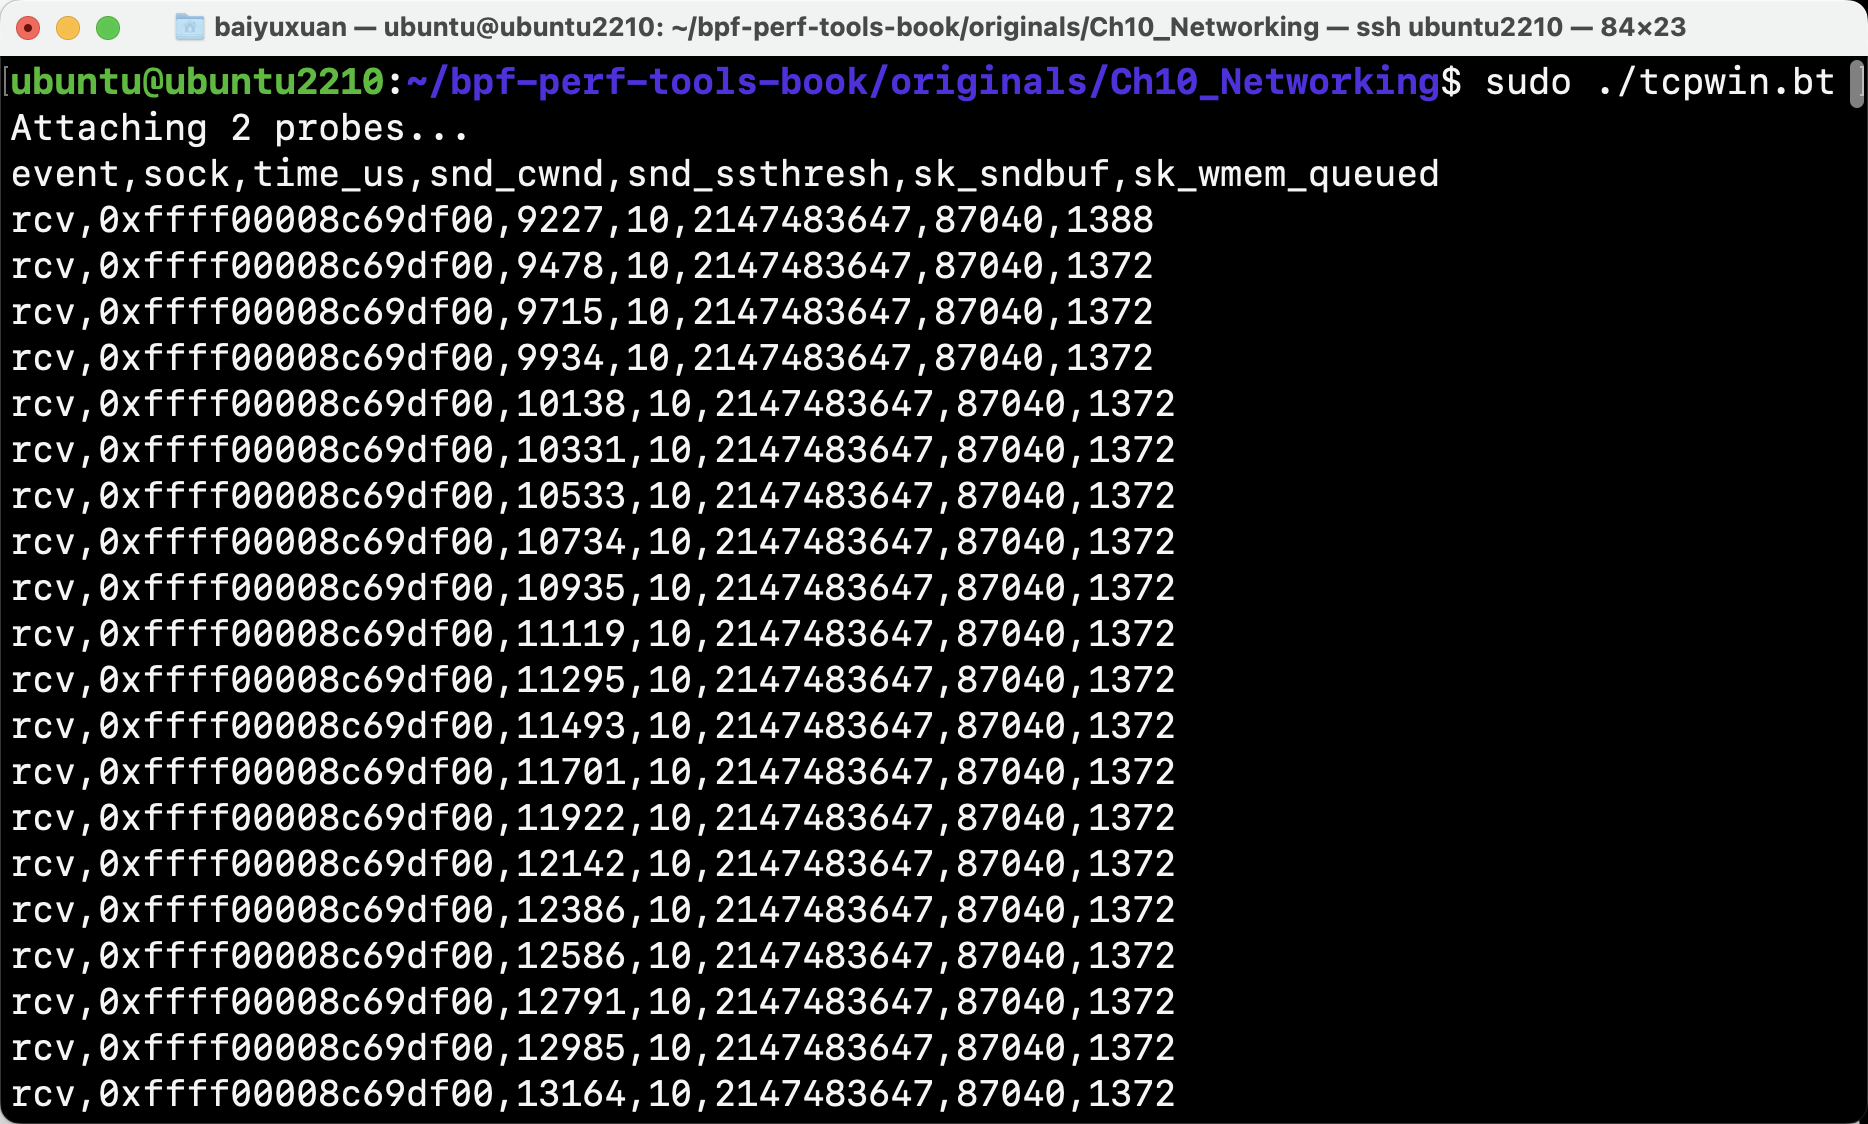 baiyuxuan — ubuntu@ubuntu2210: ~/bpf-perf-tools-book/originals/Ch10_Networking — ssh ubuntu2210 — 84×23
ubuntu@ubuntu2210:~/bpf-perf-tools-book/originals/Ch10_Networking$ sudo ./tcpwin.bt
Attaching 2 probes...
event,sock,time_us,snd_cwnd,snd_ssthresh,sk_sndbuf,sk_wmem_queued
rcv,0xffff00008c69df00,9227,10,2147483647,87040,1388
rcv,0xffff00008c69df00,9478,10,2147483647,87040,1372
rcv,0xffff00008c69df00,9715,10,2147483647,87040,1372
rcv,0xffff00008c69df00,9934,10,2147483647,87040,1372
rcv,0xffff00008c69df00,10138,10,2147483647,87040,1372
rcv,0xffff00008c69df00,10331,10,2147483647,87040,1372
rcv,0xffff00008c69df00,10533,10,2147483647,87040,1372
rcv,0xffff00008c69df00,10734,10,2147483647,87040,1372
rcv,0xffff00008c69df00,10935,10,2147483647,87040,1372
rcv,0xffff00008c69df00,11119,10,2147483647,87040,1372
rcv,0xffff00008c69df00,11295,10,2147483647,87040,1372
rcv,0xffff00008c69df00,11493,10,2147483647,87040,1372
rcv,0xffff00008c69df00,11701,10,2147483647,87040,1372
rcv,0xffff00008c69df00,11922,10,2147483647,87040,1372
rcv,0xffff00008c69df00,12142,10,2147483647,87040,1372
rcv,0xffff00008c69df00,12386,10,2147483647,87040,1372
rcv,0xffff00008c69df00,12586,10,2147483647,87040,1372
rcv,0xffff00008c69df00,12791,10,2147483647,87040,1372
rcv,0xffff00008c69df00,12985,10,2147483647,87040,1372
rcv,0xffff00008c69df00,13164,10,2147483647,87040,1372